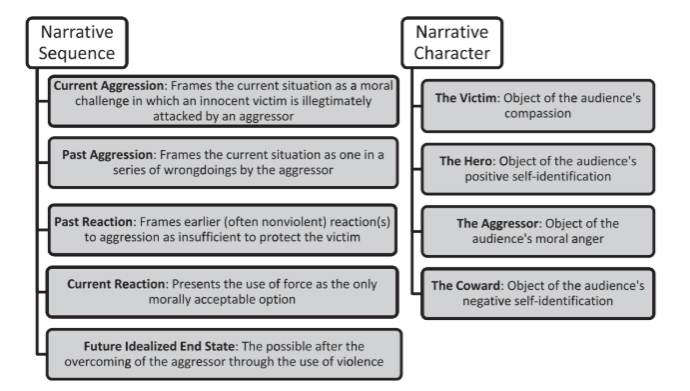 Narrative
Sequence
Current Aggression: Frames the current situation as a moral
challenge in which an innocent victim is illegtimately
attacked by an aggressor
Past Aggression: Frames the current situation as one in a
series of wrongdoings by the aggressor
Past Reaction: Frames earlier (often nonviolent) reaction(s)
to aggression as insufficient to protect the victim
Current Reaction: Presents the use of force as the only
morally acceptable option
Future Idealized End State: The possible after the
overcoming of the aggressor through the use of violence
Narrative
Character
The Victim: Object of the audience's
compassion
The Hero: Object of the audience's
positive self-identification
The Aggressor: Object of the
audience's moral anger
The Coward: Object of the audience's
negative self-identification